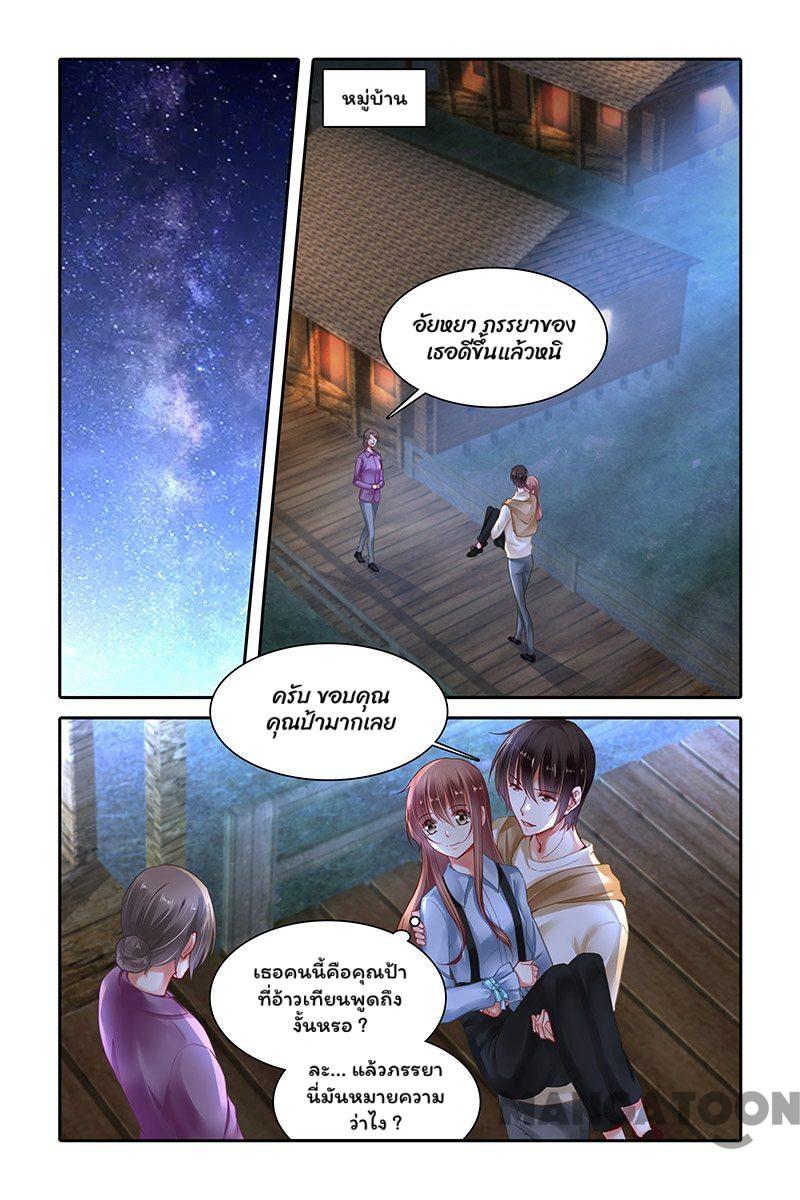 หมู่บ้าน
อัยหยา ภรรยาของ
เธอดีขึ้นแล้วหนิ
ครับ ขอบคุณ
คุณป้ามากเลย
เธอคนนี้คือคุณป้า
ที่อ้าวเทียนพูดถึง
งั้นหรอ ?
ละ... แล้วภรรยา
นี่มันหมายความ
ว่าไง ?
MANGATOON